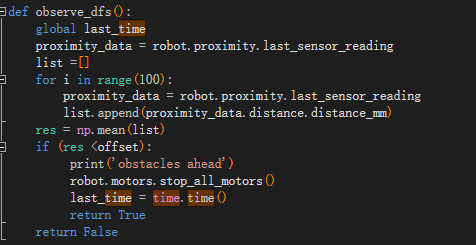 def observe_dfs():
    global last_time
    proximity_data = robot.proximity.last_sensor_reading
    list =[]
    for i in range(100):
        proximity_data = robot.proximity.last_sensor_reading
        list.append(proximity_data.distance.distance_mm)
    res = np.mean(list)
    if (res <offset):
        print('obstacles ahead')
        robot.motors.stop_all_motors()
        last_time = time.time()
        return True
    return False